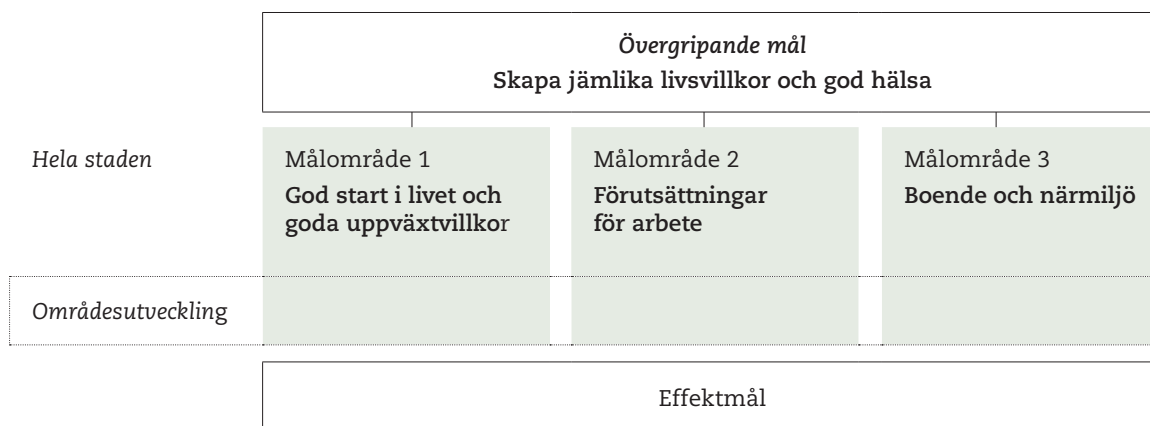 Övergripande mål
Skapa jämlika livsvillkor och god hälsa
Hela staden
Målområde 1
God start i livet och
goda uppväxtvillkor
Målområde 2
Förutsättningar
för arbete
Målområde 3
Boende och närmiljö
Områdesutveckling
Effektmål